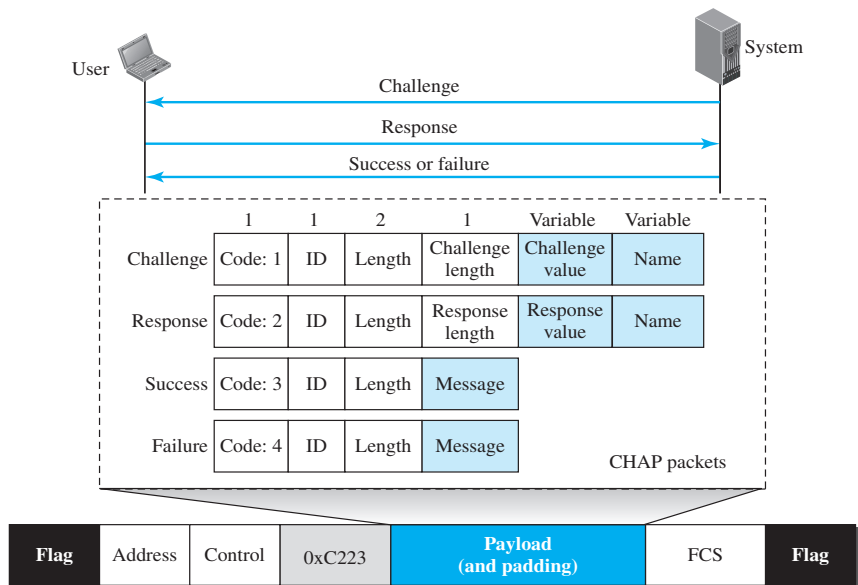 User
System
Challenge
Response
Success or failure
1 1 2 1 Variable Variable
Challenge Code: 1 ID Length Challenge length Challenge value Name
Response Code: 2 ID Length Response length Response value Name
Success Code: 3 ID Length Message
Failure Code: 4 ID Length Message
CHAP packets
Flag Address Control 0xC223 Payload (and padding) FCS Flag